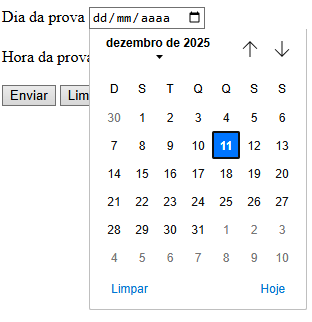 Dia da prova dd/mm/aaaa
dezembro de 2025
Hora da prova
D S T Q Q S S
30 1 2 3 4 5 6
Enviar Lim
7 8 9 10 11 12 13
14 15 16 17 18 19 20
21 22 23 24 25 26 27
28 29 30 31 1 2 3
4 5 6 7 8 9 10
Limpar Hoje